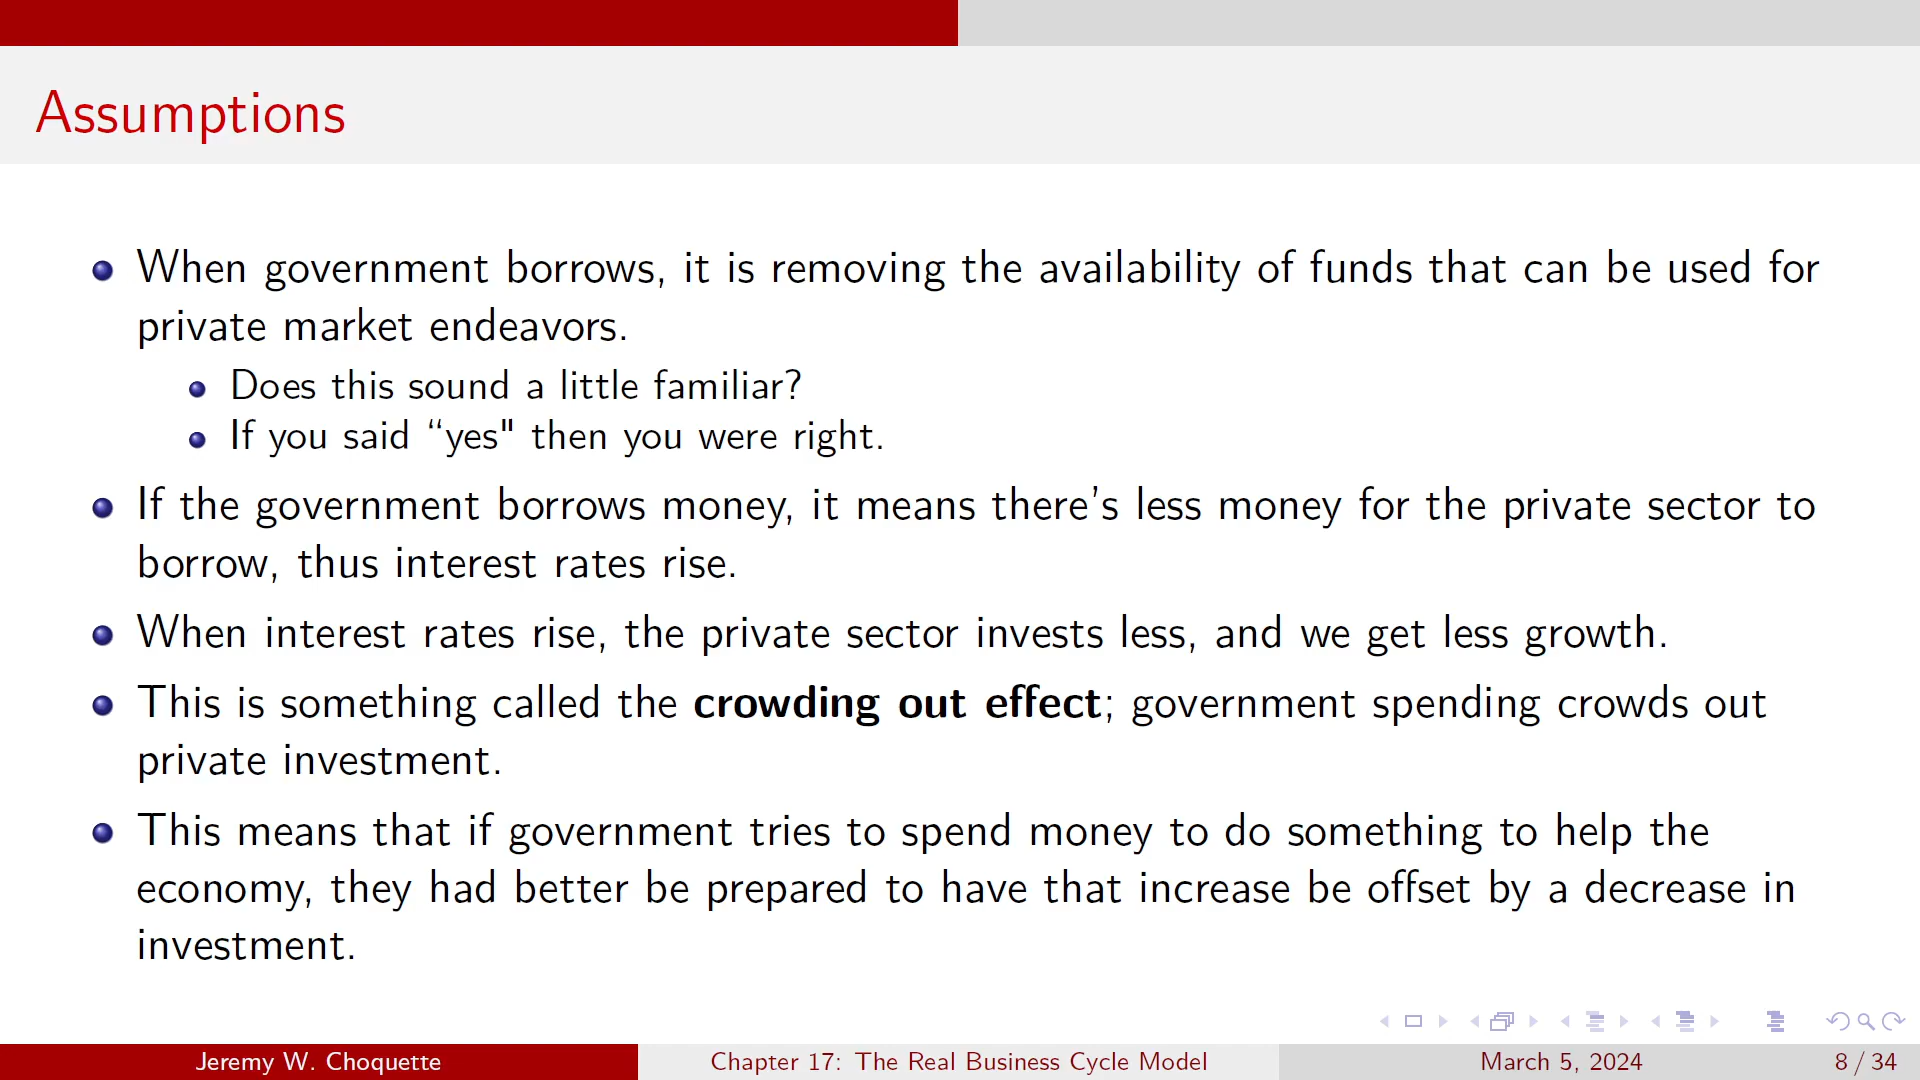 Assumptions
When government borrows, it is removing the availability of funds that can be used for
private market endeavors.
Does this sound a little familiar?
If you said “yes" then you were right.
If the government borrows money, it means there’s less money for the private sector to
borrow, thus interest rates rise.
When interest rates rise, the private sector invests less, and we get less growth.
This is something called the crowding out effect; government spending crowds out
private investment.
This means that if government tries to spend money to do something to help the
economy, they had better be prepared to have that increase be offset by a decrease in
investment.
Jeremy W. Choquette
Chapter 17: The Real Business Cycle Model
March 5, 2024
8 / 34